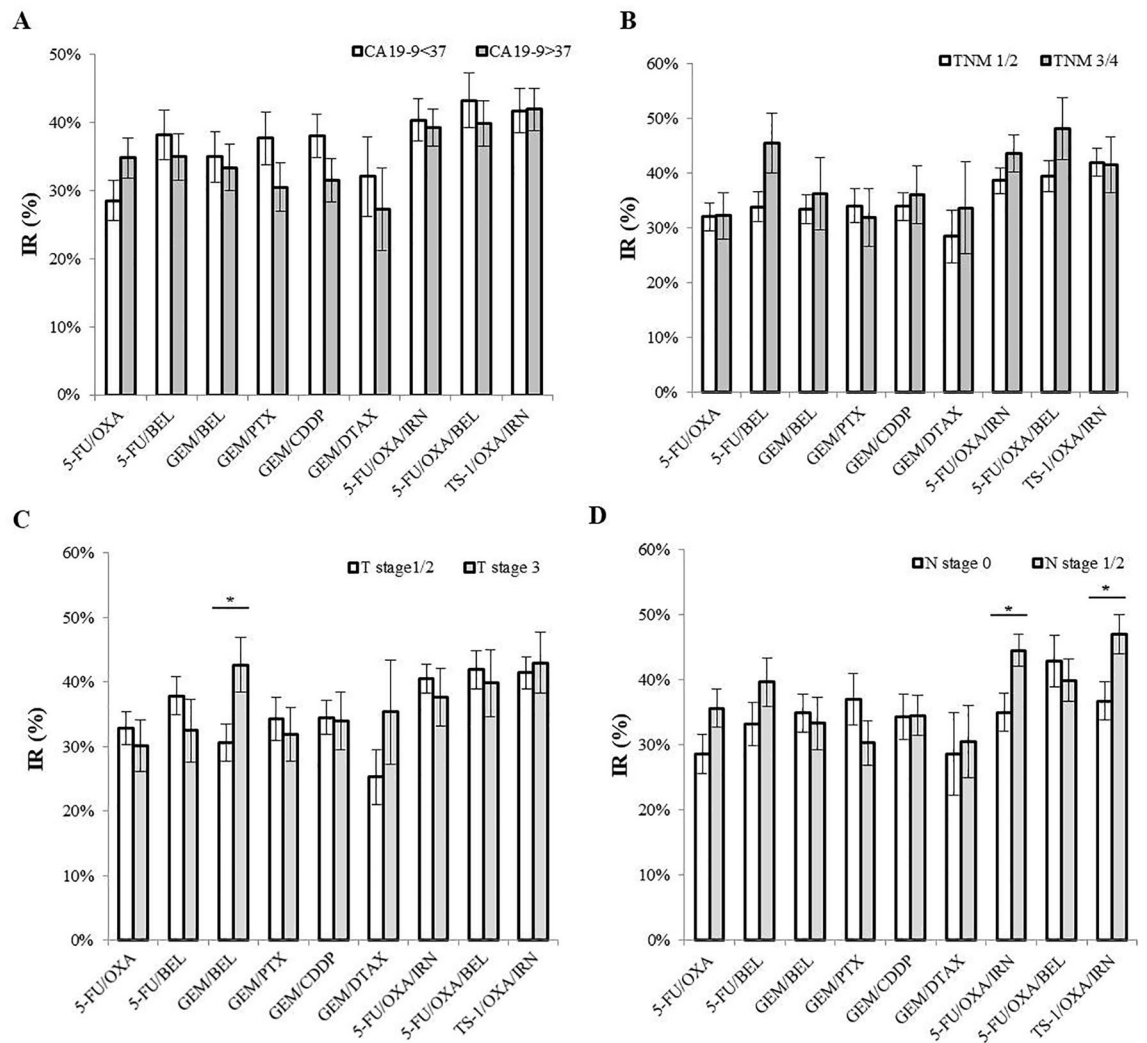 A
CA19-9<37 CA19-9>37
IR (%)
50%
40%
30%
20%
10%
0%
5-FU/OXA
5-FU/BEL
GEM/BEL
GEM/PTX
GEM/CDDP
GEM/DTAX
5-FU/OXA/IRN
5-FU/OXA/BEL
TS-1/OXA/IRN
B
TNM 1/2 TNM 3/4
IR (%)
60%
50%
40%
30%
20%
10%
0%
5-FU/OXA
5-FU/BEL
GEM/BEL
GEM/PTX
GEM/CDDP
GEM/DTAX
5-FU/OXA/IRN
5-FU/OXA/BEL
TS-1/OXA/IRN
C
T stage1/2 T stage 3
IR (%)
60%
50%
40%
30%
20%
10%
0%
*
5-FU/OXA
5-FU/BEL
GEM/BEL
GEM/PTX
GEM/CDDP
GEM/DTAX
5-FU/OXA/IRN
5-FU/OXA/BEL
TS-1/OXA/IRN
D
N stage 0 N stage 1/2
IR (%)
60%
50%
40%
30%
20%
10%
0%
*
*
5-FU/OXA
5-FU/BEL
GEM/BEL
GEM/PTX
GEM/CDDP
GEM/DTAX
5-FU/OXA/IRN
5-FU/OXA/BEL
TS-1/OXA/IRN